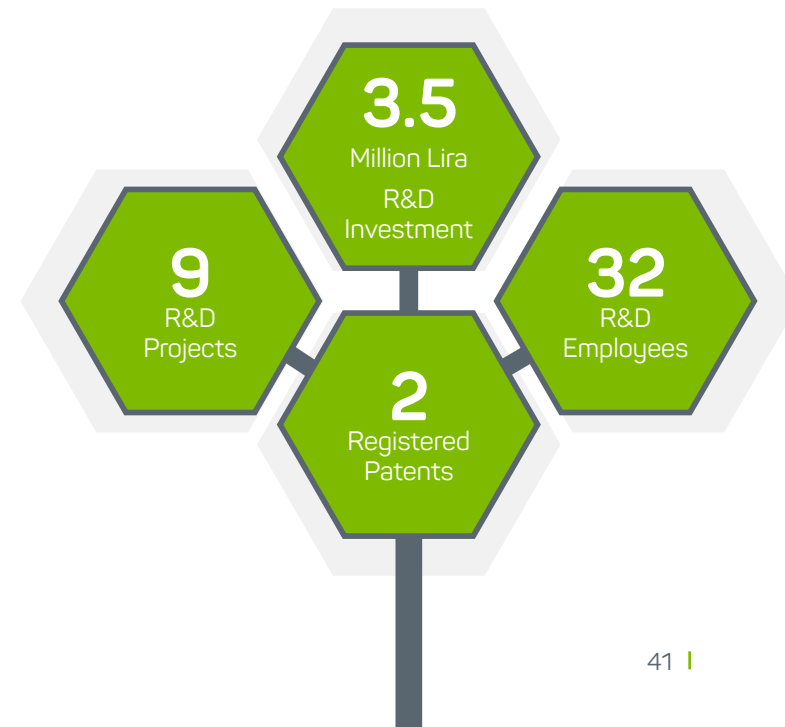 3.5
Million Lira
R&D
Investment
9
R&D
Projects
32
R&D
Employees
2
Registered
Patents
41